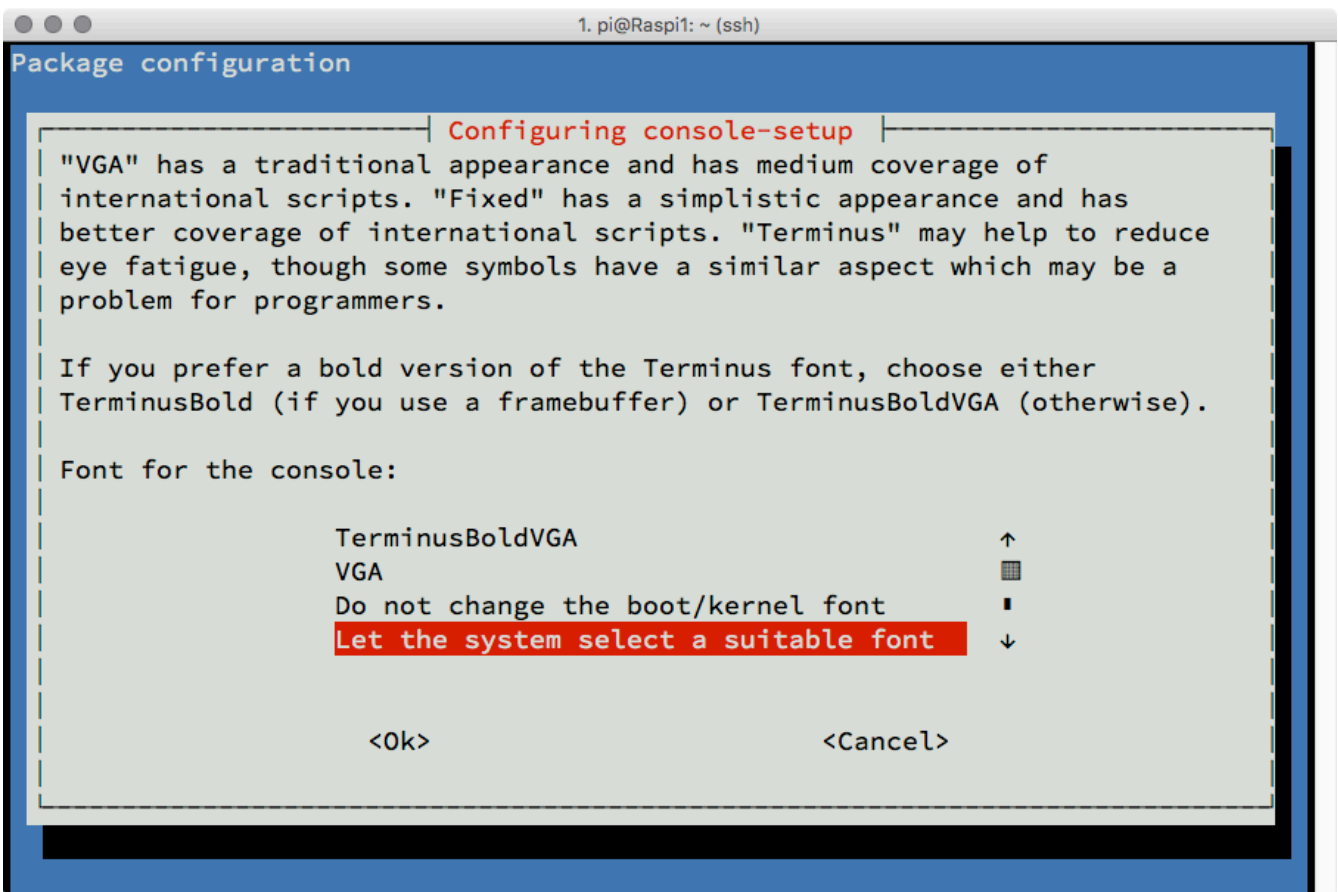 1. pi@Raspi1: ~ (ssh)
Package configuration
Configuring console-setup
"VGA" has a traditional appearance and has medium coverage of
international scripts. "Fixed" has a simplistic appearance and has
better coverage of international scripts. "Terminus" may help to reduce
eye fatigue, though some symbols have a similar aspect which may be a
problem for programmers.
If you prefer a bold version of the Terminus font, choose either
TerminusBold (if you use a framebuffer) or TerminusBoldVGA (otherwise).
Font for the console:
TerminusBoldVGA
VGA
Do not change the boot/kernel font
Let the system select a suitable font
<Ok> <Cancel>